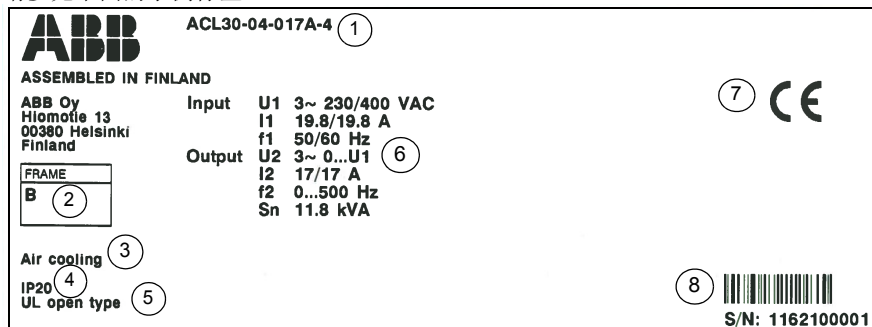 ABB
ACL30-04-017A-4 1
ASSEMBLED IN FINLAND
ABB Oy
Hiomotie 13
00380 Helsinki
Finland
FRAME
B 2
Air cooling 3
IP20 4
UL open type 5
Input U1 3~ 230/400 VAC
I1 19.8/19.8 A
f1 50/60 Hz
Output U2 3~ 0...U1 6
I2 17/17 A
f2 0...500 Hz
Sn 11.8 kVA
7 CE
8
S/N: 1162100001